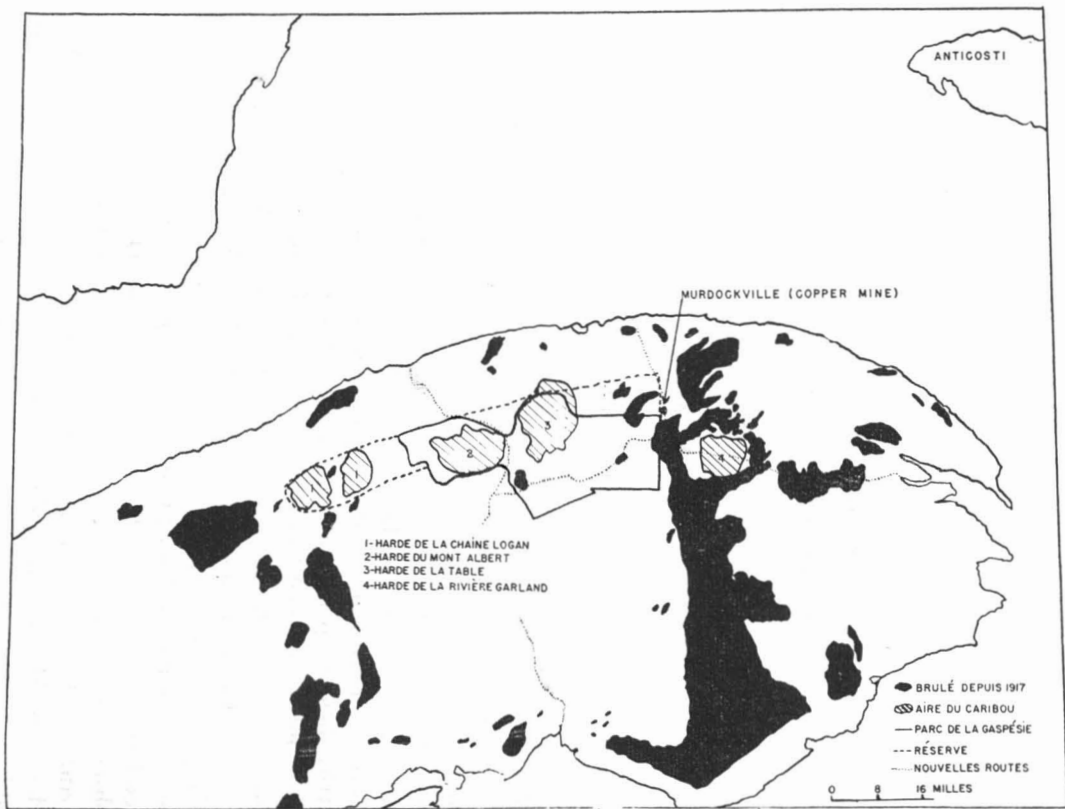 ANTICOSTI
MURDOCKVILLE (COPPER MINE)
3
2
4
1
1
1-HARDE DE LA CHAÎNE LOGAN
2-HARDE DU MONT ALBERT
3-HARDE DE LA TABLE
4-HARDE DE LA RIVIÈRE GARLAND
BRULÉ DEPUIS 1917
AIRE DU CARIBOU
PARC DE LA GASPÉSIE
RÉSERVE
NOUVELLES ROUTES
0 8 16 MILLES